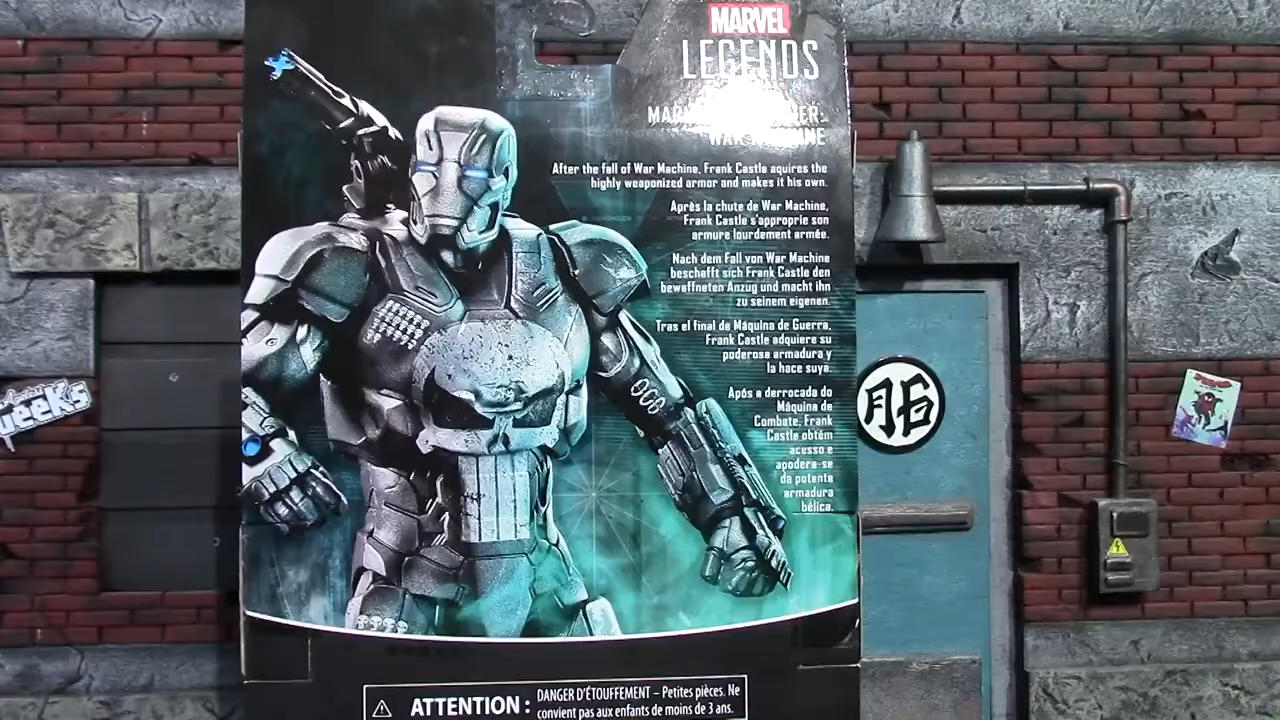 MARVEL
LEGENDS
After the fall of War Machine, Frank Castle aquires the
highly weaponized armor and makes it his own.
Après la chute de War Machine,
Frank Castle s'approprie son
armure lourdement armée.
Nach dem Fall von War Machine
beschafft sich Frank Castle den
bewaffneten Anzug und macht ihn
zu seinem eigenen.
Tras el final de Máquina de Guerra,
Frank Castle adquiere su
poderosa armadura y
la hace suya.
Após a derrocada do
Máquina de
Combate, Frank
Castle obtém
acesso e
apodera-se
da potente
armadura
bélica.
AG
ATTENTION : DANGER D'ÉTOUFFEMENT – Petites pièces. Ne
convient pas aux enfants de moins de 3 ans.